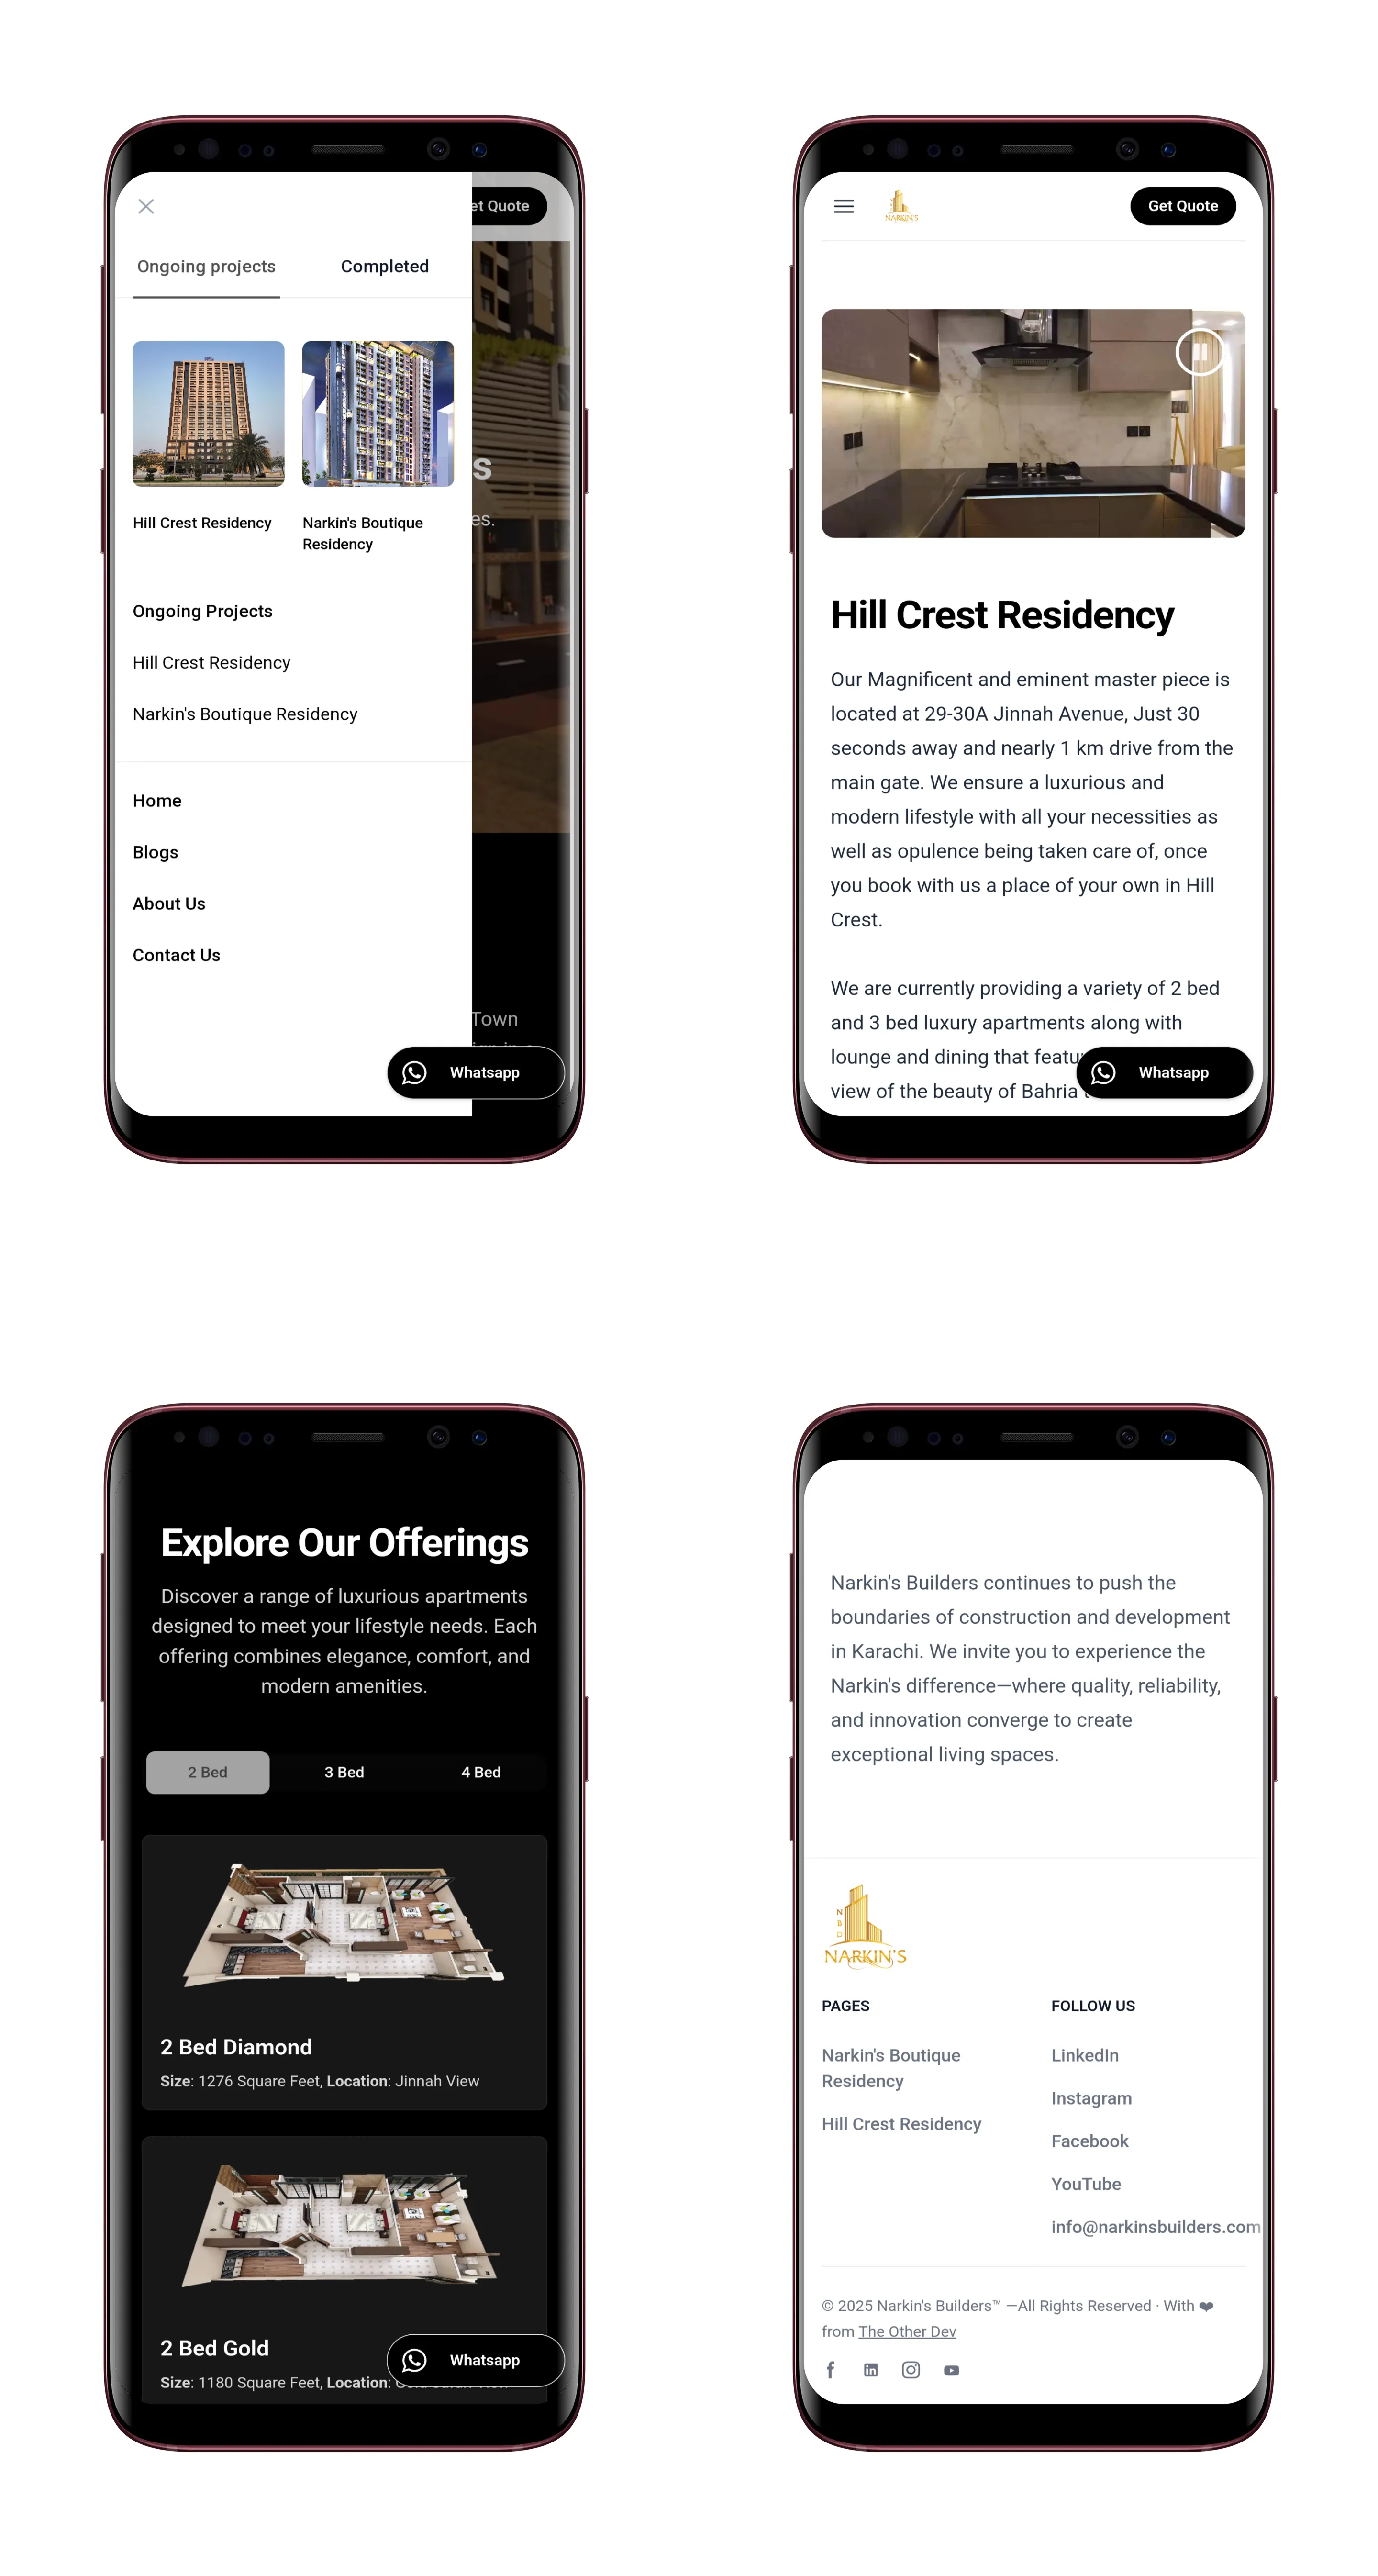 et Quote
Ongoing projects
Completed
Hill Crest Residency
Narkin's Boutique
Residency
Ongoing Projects
Hill Crest Residency
Narkin's Boutique Residency
Home
Blogs
About Us
Contact Us
s
es.
Town
Whatsapp
NARKIN'S
Get Quote
Hill Crest Residency
Our Magnificent and eminent master piece is
located at 29-30A Jinnah Avenue, Just 30
seconds away and nearly 1 km drive from the
main gate. We ensure a luxurious and
modern lifestyle with all your necessities as
well as opulence being taken care of, once
you book with us a place of your own in Hill
Crest.
We are currently providing a variety of 2 bed
and 3 bed luxury apartments along with
lounge and dining that featu
view of the beauty of Bahria
Whatsapp
Explore Our Offerings
Discover a range of luxurious apartments
designed to meet your lifestyle needs. Each
offering combines elegance, comfort, and
modern amenities.
2 Bed
3 Bed
4 Bed
2 Bed Diamond
Size: 1276 Square Feet, Location: Jinnah View
2 Bed Gold
Size: 1180 Square Feet, Location:
Whatsapp
Narkin's Builders continues to push the
boundaries of construction and development
in Karachi. We invite you to experience the
Narkin's difference—where quality, reliability,
and innovation converge to create
exceptional living spaces.
N
B
D
NARKIN'S
PAGES
Narkin's Boutique
Residency
Hill Crest Residency
FOLLOW US
LinkedIn
Instagram
Facebook
YouTube
info@narkinsbuilders.com
© 2025 Narkin's Builders™ —All Rights Reserved · With ❤
from The Other Dev